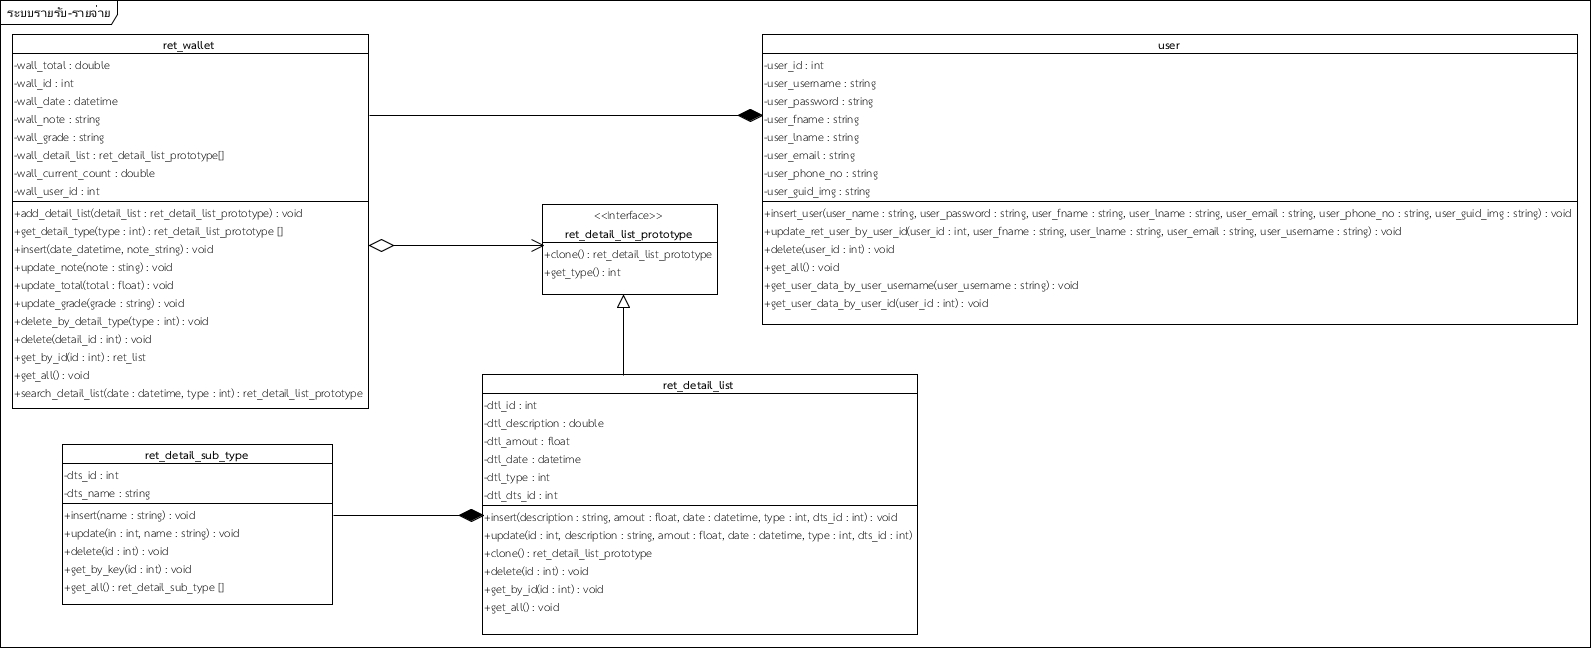 ระบบรายรับ-รายจ่าย
ret_wallet
-wall_total : double
-wall_id : int
-wall_date : datetime
-wall_note : string
-wall_grade : string
-wall_detail_list : ret_detail_list_prototype[]
-wall_current_count : double
-wall_user_id : int
+add_detail_list(detail_list : ret_detail_list_prototype) : void
+get_detail_type(type : int) : ret_detail_list_prototype []
+insert(date_datetime, note_string) : void
+update_note(note : sting) : void
+update_total(total : float) : void
+update_grade(grade : string) : void
+delete_by_detail_type(type : int) : void
+delete(detail_id : int) : void
+get_by_id(id : int) : ret_list
+get_all() : void
+search_detail_list(date : datetime, type : int) : ret_detail_list_prototype
user
-user_id : int
-user_username : string
-user_password : string
-user_fname : string
-user_lname : string
-user_email : string
-user_phone_no : string
-user_guid_img : string
+insert_user(user_name : string, user_password : string, user_fname : string, user_lname : string, user_email : string, user_phone_no : string, user_guid_img : string) : void
+update_ret_user_by_user_id(user_id : int, user_fname : string, user_lname : string, user_email : string, user_username : string) : void
+delete(user_id : int) : void
+get_all() : void
+get_user_data_by_user_username(user_username : string) : void
+get_user_data_by_user_id(user_id : int) : void
<<Interface>>
ret_detail_list_prototype
+clone() : ret_detail_list_prototype
+get_type() : int
ret_detail_list
-dtl_id : int
-dtl_description : double
-dtl_amout : float
-dtl_date : datetime
-dtl_type : int
-dtl_dts_id : int
+insert(description : string, amout : float, date : datetime, type : int, dts_id : int) : void
+update(id : int, description : string, amout : float, date : datetime, type : int, dts_id : int)
+clone() : ret_detail_list_prototype
+delete(id : int) : void
+get_by_id(id : int) : void
+get_all() : void
ret_detail_sub_type
-dts_id : int
-dts_name : string
+insert(name : string) : void
+update(in : int, name : string) : void
+delete(id : int) : void
+get_by_key(id : int) : void
+get_all() : ret_detail_sub_type []